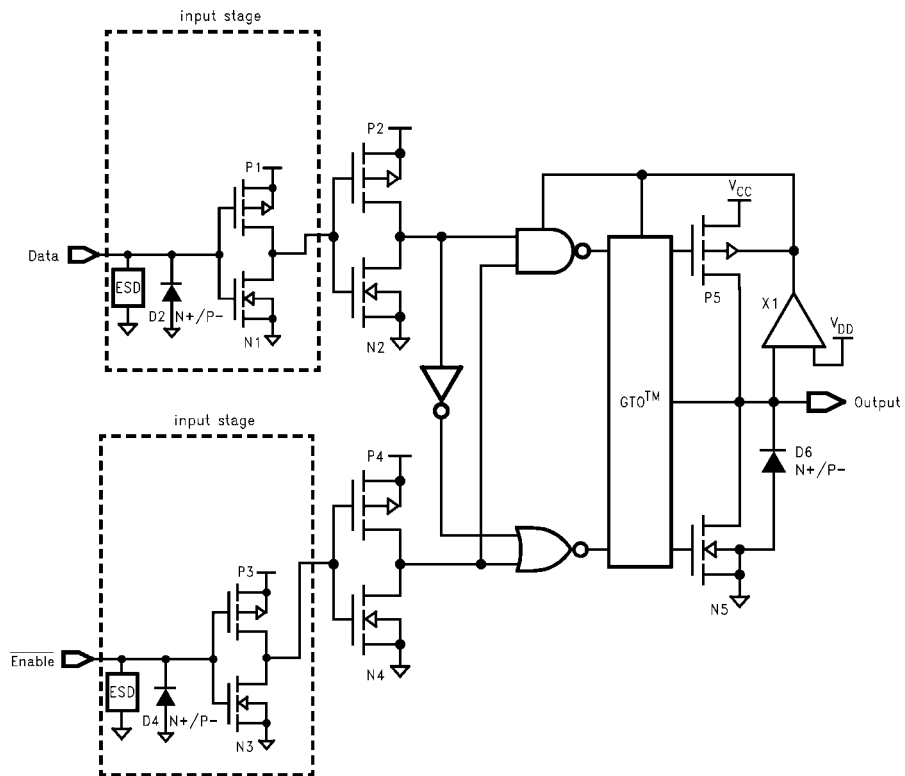 input stage
P2
P1
V_CC
Data
ESD
D2 N+/P-
N1
N2
P5
X1
V_DD
GTO™
Output
input stage
P4
D6
N+/P-
P3
N5
E̅n̅a̅b̅l̅e̅
ESD
D4 N+/P-
N3
N4